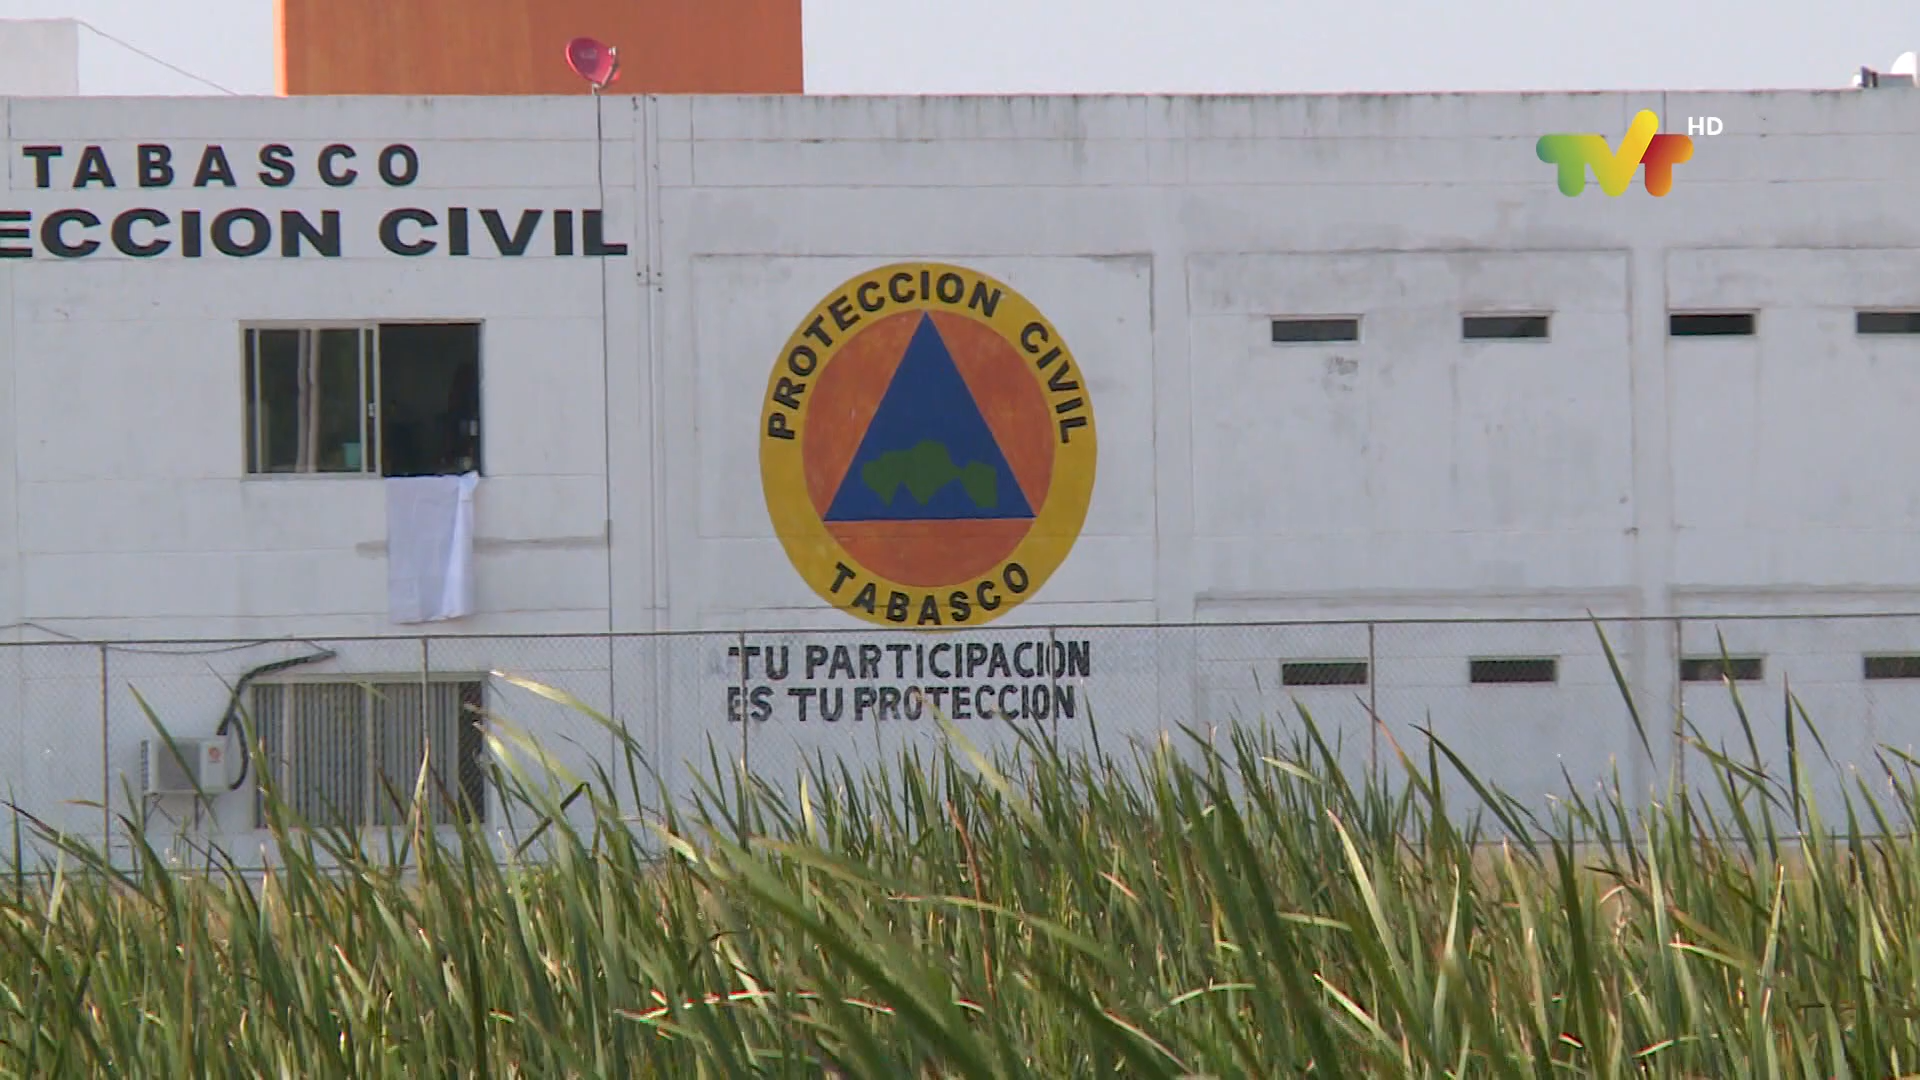 TABASCO
ECCION CIVIL
PROTECCION CIVIL
TABASCO
TU PARTICIPACION
ES TU PROTECCION
TVT HD